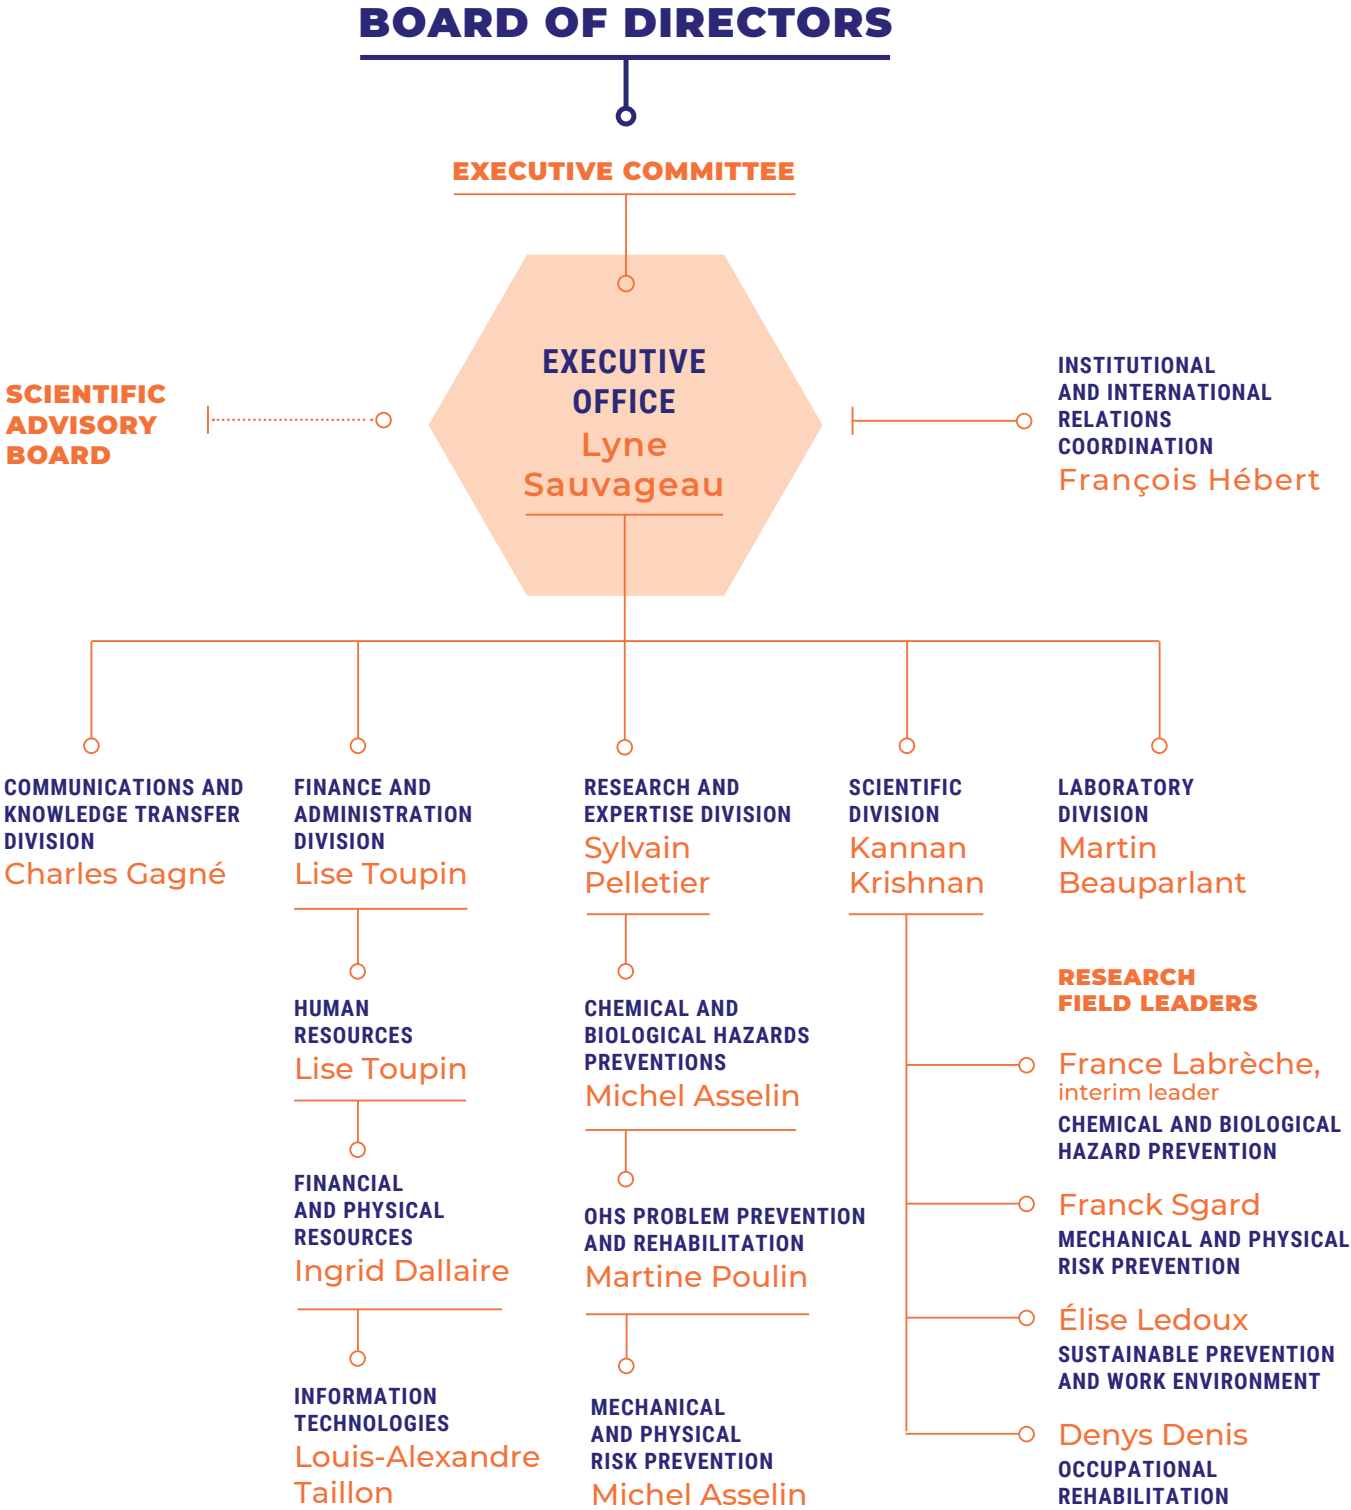 BOARD OF DIRECTORS
EXECUTIVE COMMITTEE
EXECUTIVE
OFFICE
Lyne
Sauvageau
SCIENTIFIC
ADVISORY
BOARD
INSTITUTIONAL
AND INTERNATIONAL
RELATIONS
COORDINATION
François Hébert
COMMUNICATIONS AND
KNOWLEDGE TRANSFER
DIVISION
Charles Gagné
FINANCE AND
ADMINISTRATION
DIVISION
Lise Toupin
HUMAN
RESOURCES
Lise Toupin
FINANCIAL
AND PHYSICAL
RESOURCES
Ingrid Dallaire
INFORMATION
TECHNOLOGIES
Louis-Alexandre
Taillon
RESEARCH AND
EXPERTISE DIVISION
Sylvain
Pelletier
CHEMICAL AND
BIOLOGICAL HAZARDS
PREVENTIONS
Michel Asselin
OHS PROBLEM PREVENTION
AND REHABILITATION
Martine Poulin
MECHANICAL
AND PHYSICAL
RISK PREVENTION
Michel Asselin
SCIENTIFIC
DIVISION
Kannan
Krishnan
LABORATORY
DIVISION
Martin
Beauparlant
RESEARCH
FIELD LEADERS
France Labrèche,
interim leader
CHEMICAL AND BIOLOGICAL
HAZARD PREVENTION
Franck Sgard
MECHANICAL AND PHYSICAL
RISK PREVENTION
Élise Ledoux
SUSTAINABLE PREVENTION
AND WORK ENVIRONMENT
Denys Denis
OCCUPATIONAL
REHABILITATION